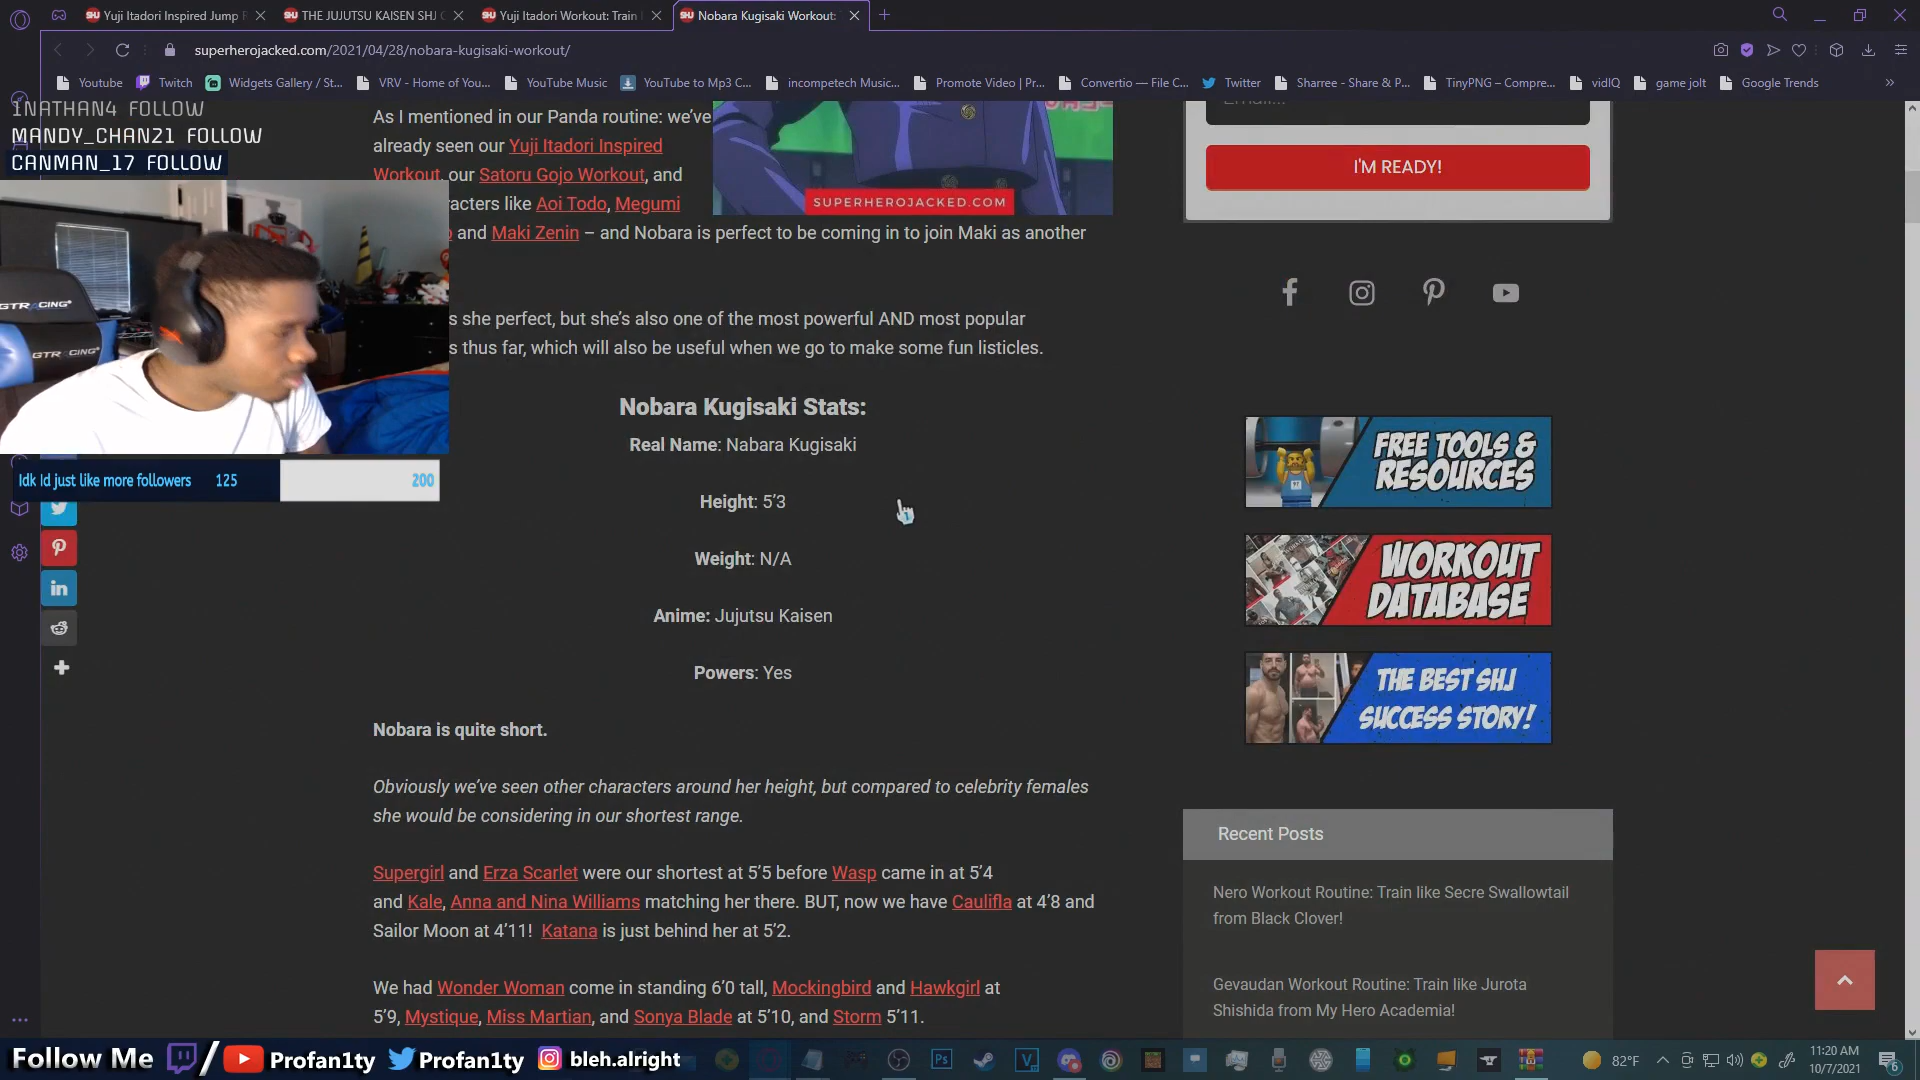 Yuji Itadori Inspired Jump R
THE JUJUTSU KAISEN SHJ C
Yuji Itadori Workout: Train l
Nobara Kugisaki Workout:
superherojacked.com/2021/04/28/nobara-kugisaki-workout/
Youtube
Twitch
Widgets Gallery / St...
VRV - Home of You...
YouTube Music
YouTube to Mp3 C...
incompetech Music...
Promote Video | Pr...
Convertio — File C...
Twitter
Sharree - Share & P...
TinyPNG – Compre...
vidIQ
game jolt
Google Trends
1NATHAN4 FOLLOW
MANDY_CHAN21 FOLLOW
CANMAN_17 FOLLOW
GTRACING
GTRACING
Idk Id just like more followers 125 200
As I mentioned in our Panda routine: we've
already seen our Yuji Itadori Inspired
Workout, our Satoru Gojo Workout, and
acters like Aoi Todo, Megumi
and Maki Zenin – and Nobara is perfect to be coming in to join Maki as another
SUPERHEROJACKED.COM
s she perfect, but she's also one of the most powerful AND most popular
s thus far, which will also be useful when we go to make some fun listicles.
Nobara Kugisaki Stats:
Real Name: Nabara Kugisaki
Height: 5'3
Weight: N/A
Anime: Jujutsu Kaisen
Powers: Yes
Nobara is quite short.
Obviously we've seen other characters around her height, but compared to celebrity females
she would be considering in our shortest range.
Supergirl and Erza Scarlet were our shortest at 5'5 before Wasp came in at 5'4
and Kale, Anna and Nina Williams matching her there. BUT, now we have Caulifla at 4'8 and
Sailor Moon at 4'11! Katana is just behind her at 5'2.
We had Wonder Woman come in standing 6'0 tall, Mockingbird and Hawkgirl at
5'9, Mystique, Miss Martian, and Sonya Blade at 5'10, and Storm 5'11.
I'M READY!
FREE TOOLS &
RESOURCES
WORKOUT
DATABASE
THE BEST SHJ
SUCCESS STORY!
Recent Posts
Nero Workout Routine: Train like Secre Swallowtail
from Black Clover!
Gevaudan Workout Routine: Train like Jurota
Shishida from My Hero Academia!
Follow Me / Profan1ty Profan1ty bleh.alright
Ps
82°F
11:20 AM
10/7/2021
6